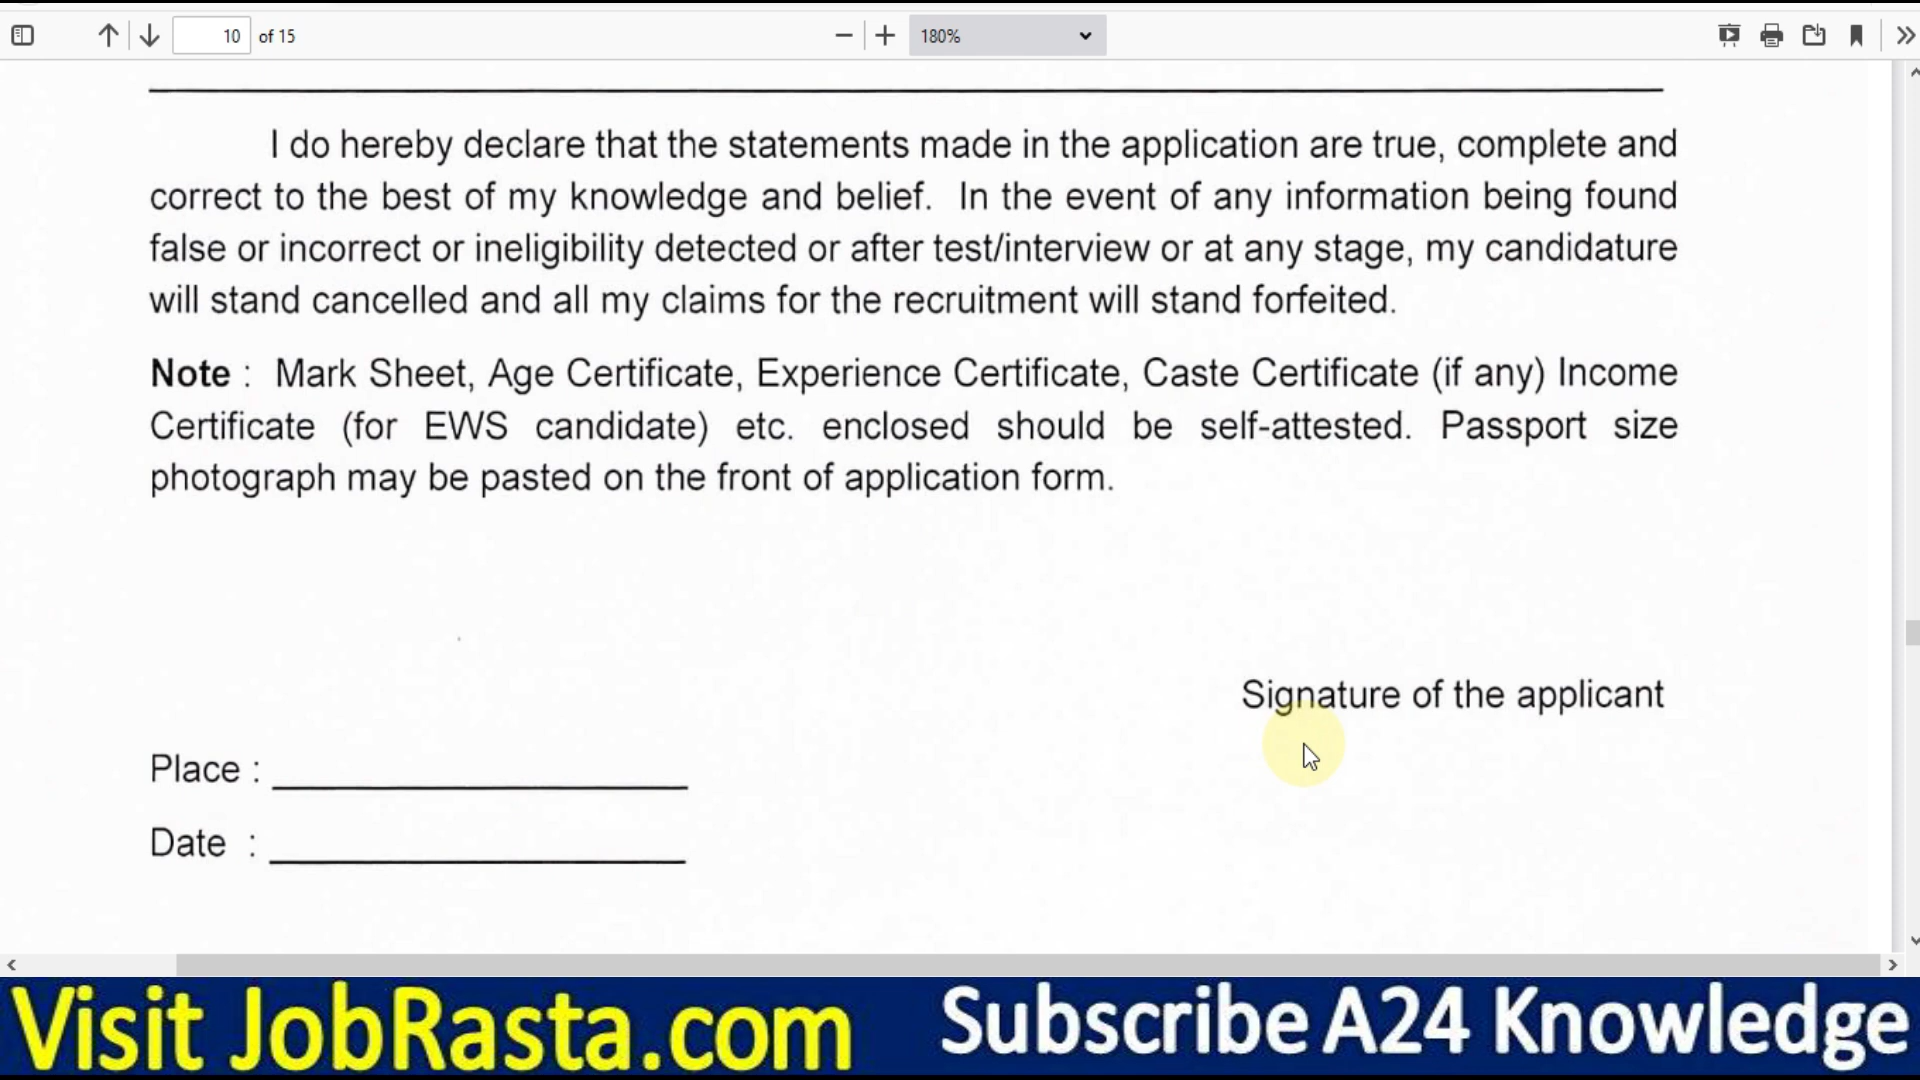 10 of 15
180%
I do hereby declare that the statements made in the application are true, complete and
correct to the best of my knowledge and belief. In the event of any information being found
false or incorrect or ineligibility detected or after test/interview or at any stage, my candidature
will stand cancelled and all my claims for the recruitment will stand forfeited.
Note : Mark Sheet, Age Certificate, Experience Certificate, Caste Certificate (if any) Income
Certificate (for EWS candidate) etc. enclosed should be self-attested. Passport size
photograph may be pasted on the front of application form.
Signature of the applicant
Place :
Date :
Visit JobRasta.com Subscribe A24 Knowledge